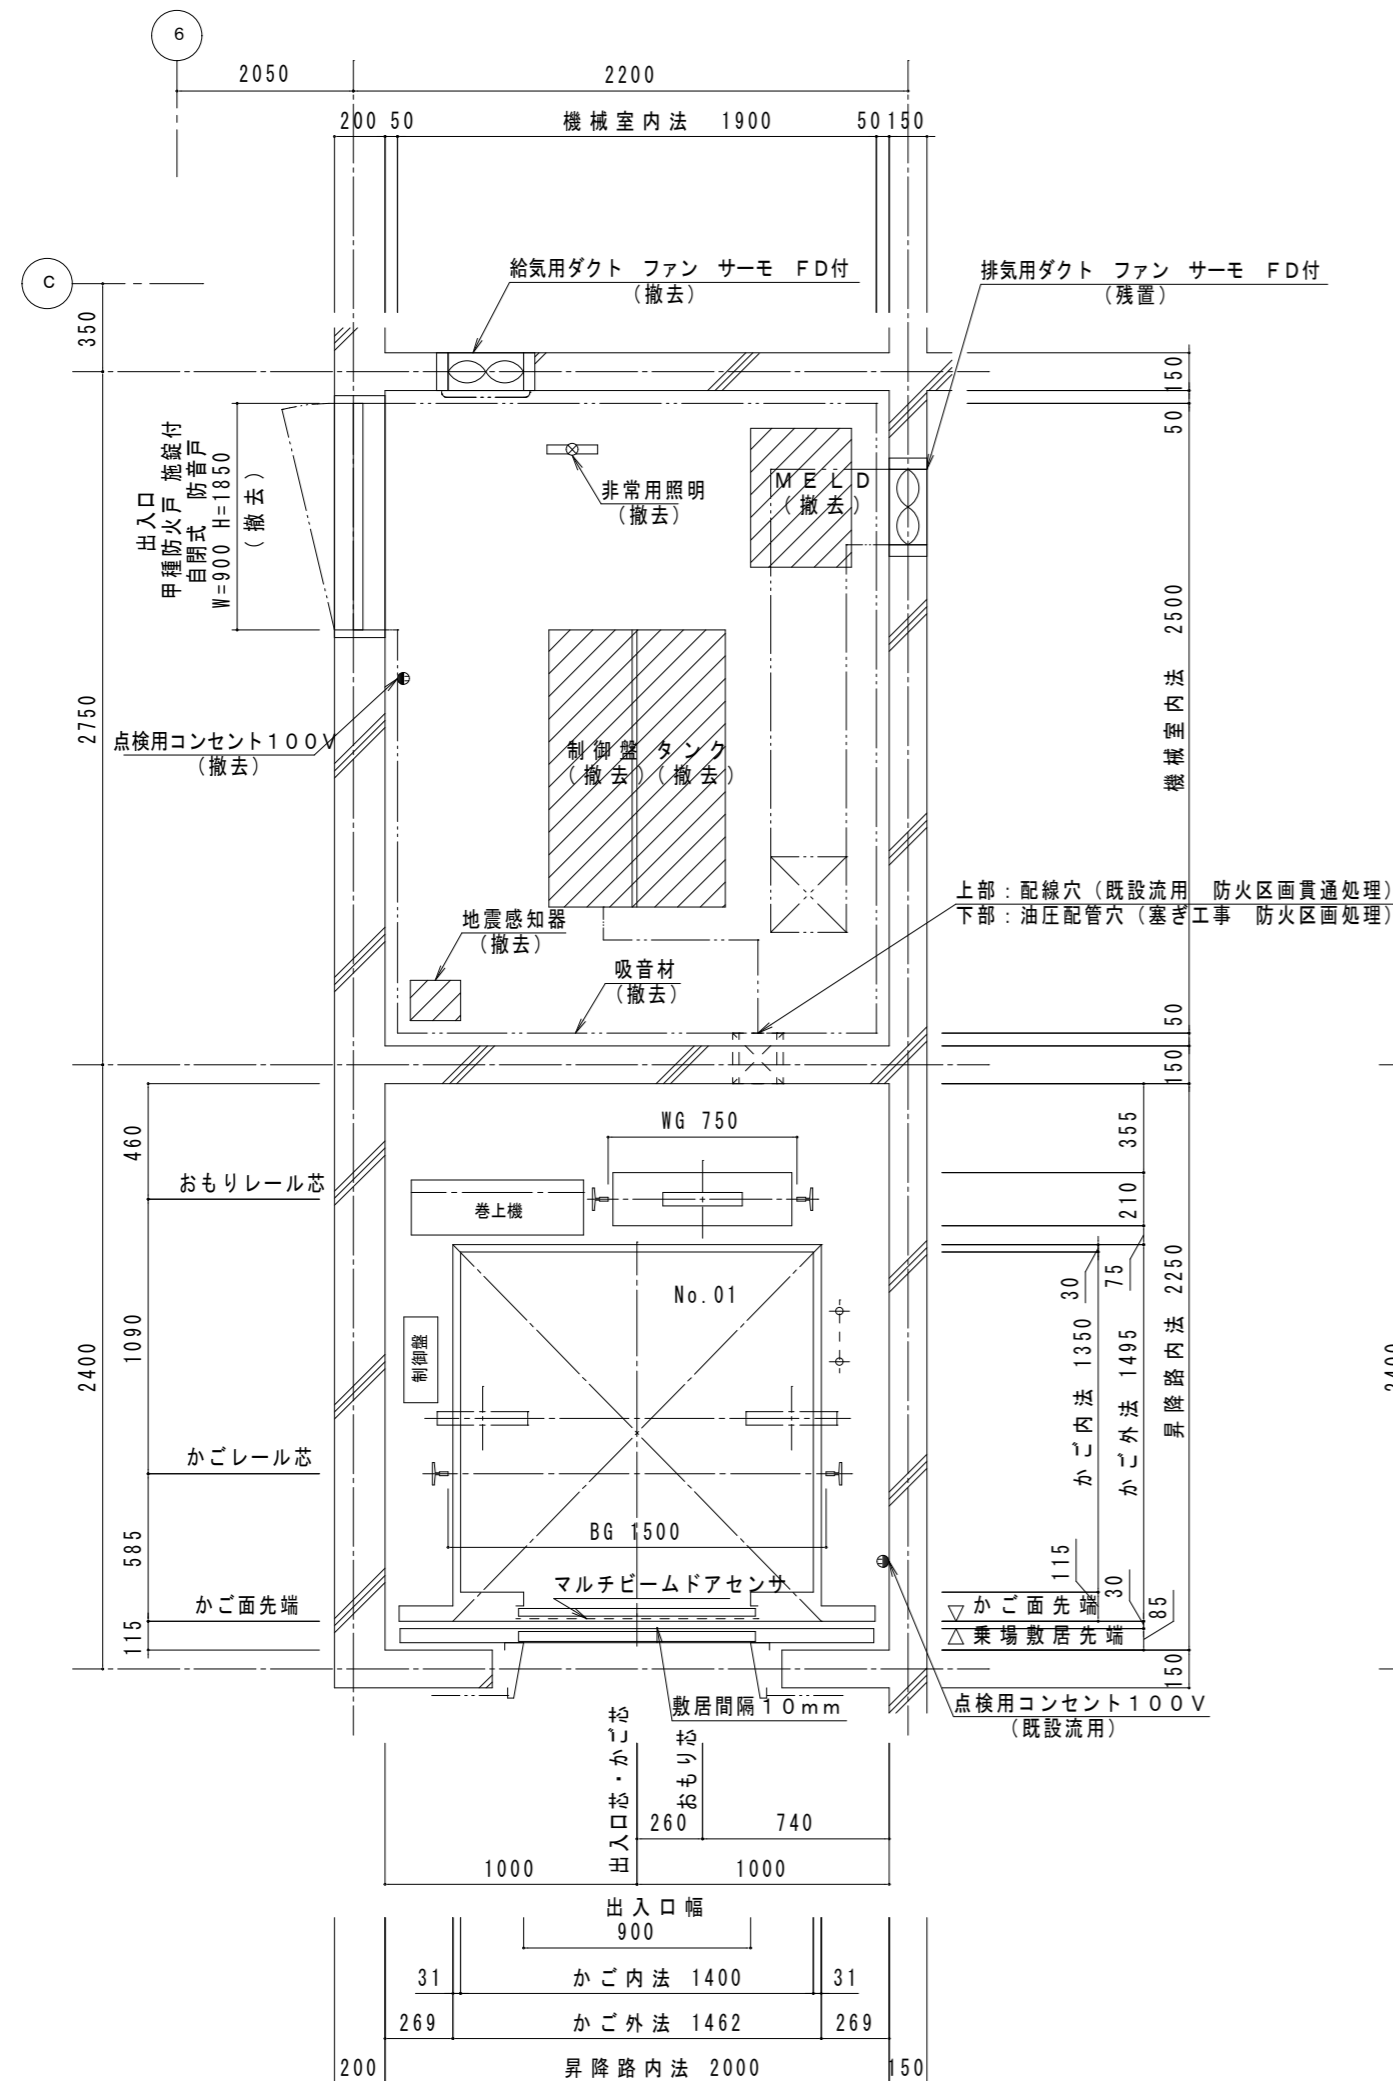 6
2050
2200
200 50
機械室内法 1900
50 150
C
給気用ダクト ファン サーモ FD付
(撤去)
排気用ダクト ファン サーモ FD付
(残置)
350
150
50
出入口
甲種防火戸 施錠付
自閉式 防音戸
W=900 H=1850
(撤去)
非常用照明
(撤去)
MELD
(撤去)
機械室内法 2500
2750
点検用コンセント100V
(撤去)
制御盤 タンク
(撤去)(撤去)
上部:配線穴(既設流用 防火区画貫通処理)
下部:油圧配管穴(塞ぎ工事 防火区画処理)
地震感知器
(撤去)
吸音材
(撤去)
50
150
460
WG 750
355
おもりレール芯
巻上機
210
No.01
30
75
昇降路内法 2250
1090
制御盤
かご内法 1350
かご外法 1495
2400
2400
かごレール芯
BG 1500
585
115
30
マルチビームドアセンサ
かご面先端
かご面先端
85
115
乗場敷居先端
150
敷居間隔10mm
点検用コンセント100V
(既設流用)
出入口芯・かご芯
おもり芯
260
740
1000
1000
出入口幅
900
31
かご内法 1400
31
269
かご外法 1462
269
200
昇降路内法 2000
150